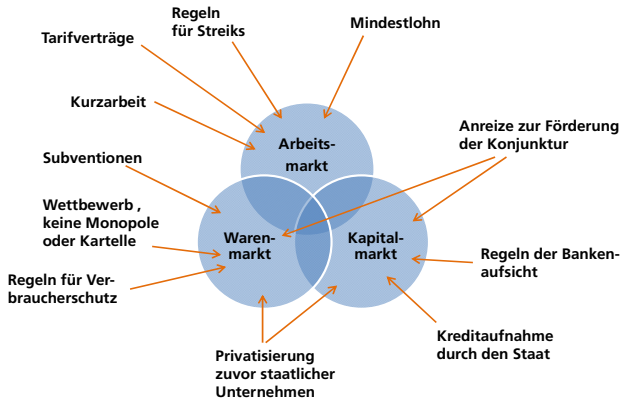 Regeln
für Streiks
Mindestlohn
Tarifverträge
Kurzarbeit
Anreize zur Förderung
der Konjunktur
Arbeits-
markt
Subventionen
Wettbewerb ,
keine Monopole
oder Kartelle
Waren-
markt
Kapital-
markt
Regeln der Banken-
aufsicht
Regeln für Ver-
braucherschutz
Kreditaufnahme
durch den Staat
Privatisierung
zuvor staatlicher
Unternehmen